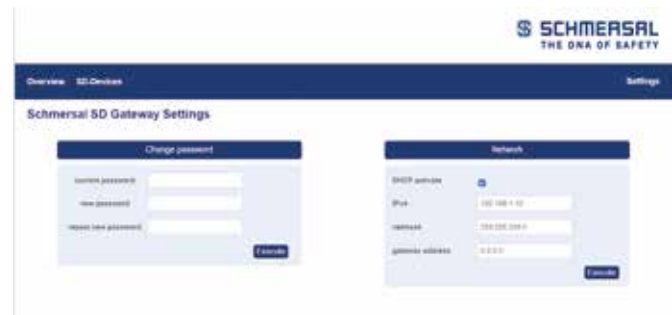 SCHMERSAL
THE DNA OF SAFETY
Overview SD-Devices Settings
Schmersal SD Gateway Settings
Change password
current password
new password
repeat new password
Execute
Network
DHCP activate
IPv4
netmask
gateway address
Execute